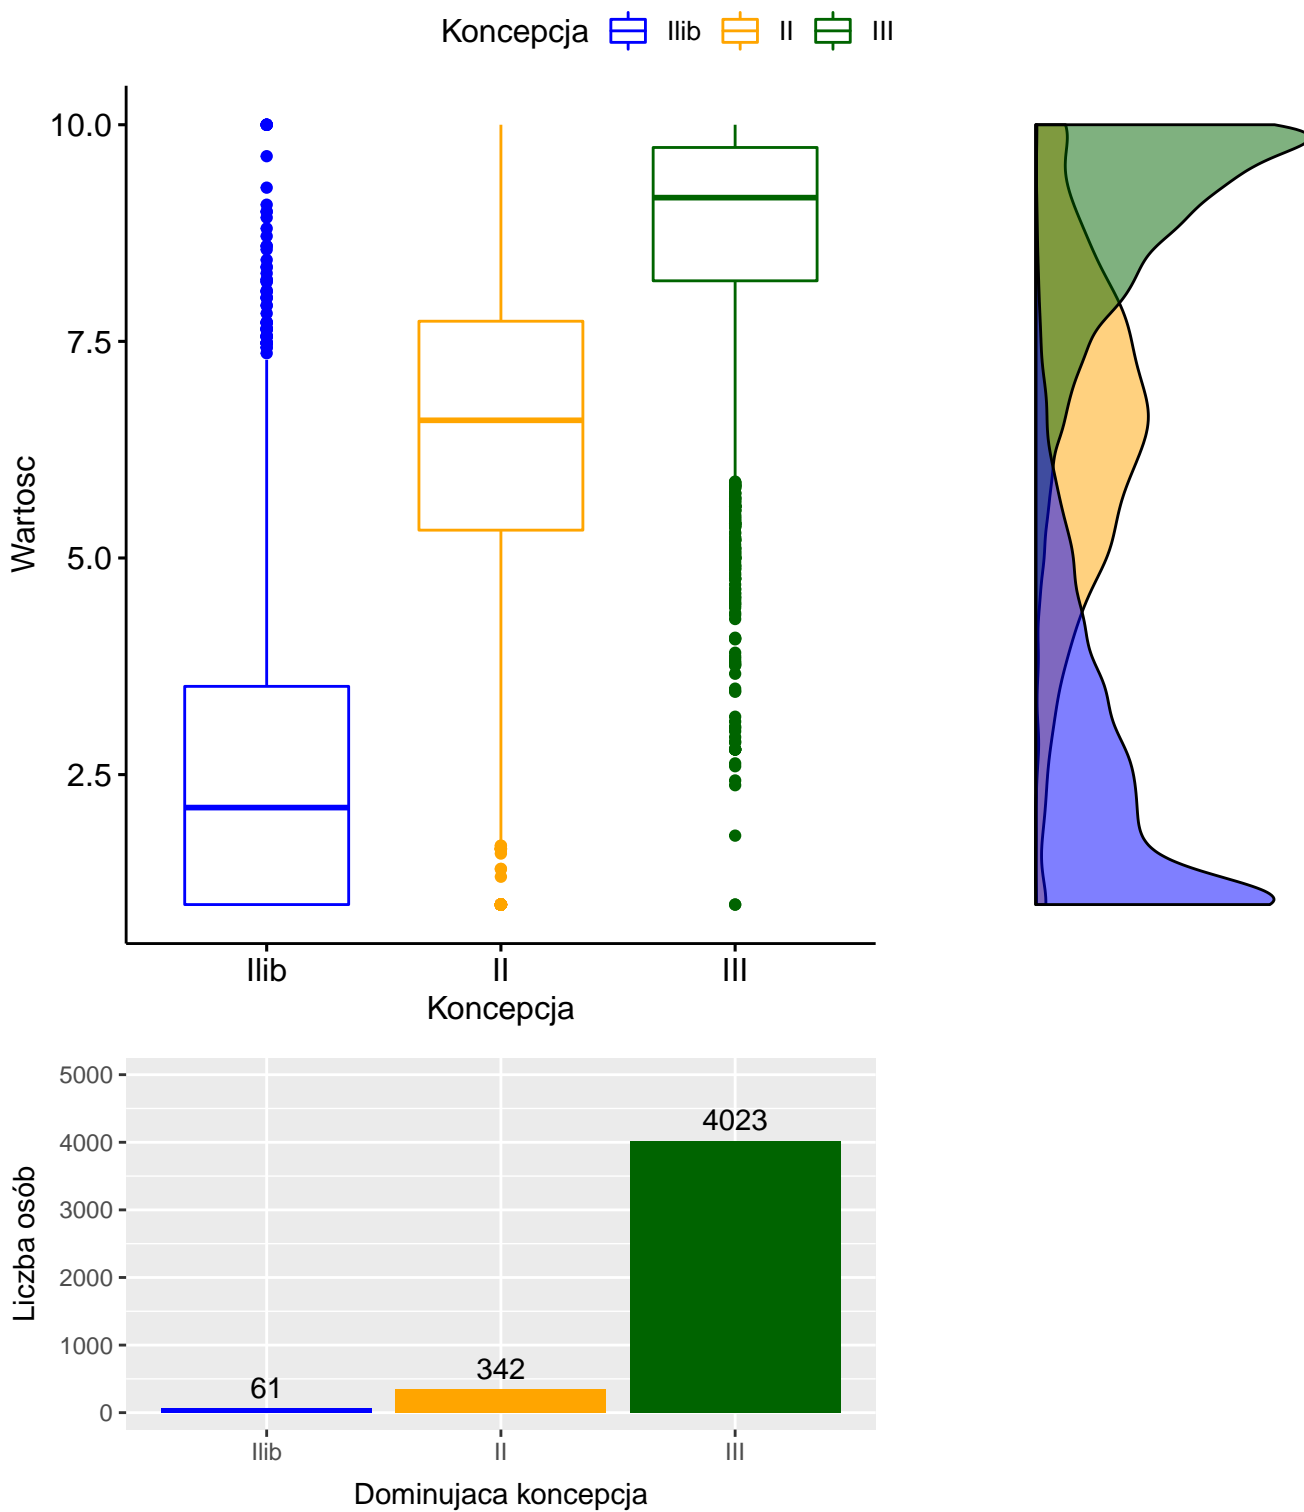 Koncepcja IIib II III
10.0
7.5
5.0
2.5
Wartosc
IIib II III
Koncepcja
5000
4000
3000
2000
1000
0
Liczba osób
61 342 4023
IIib II III
Dominujaca koncepcja